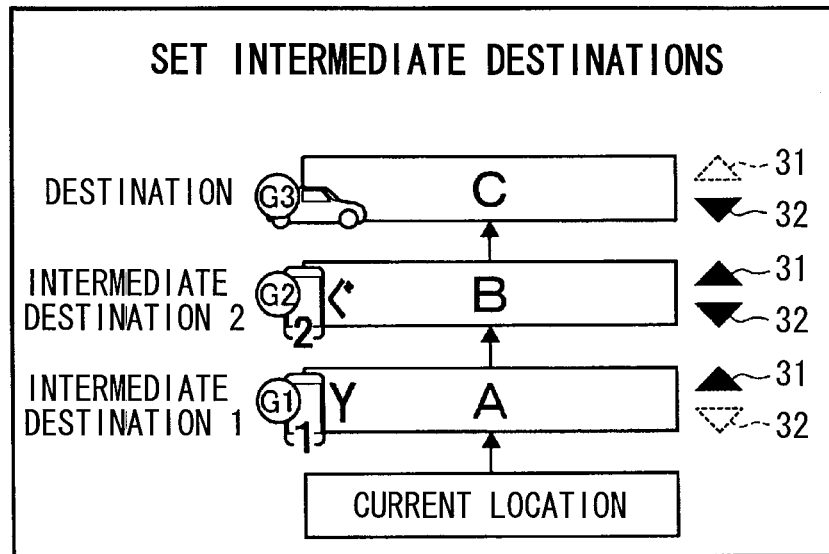 SET INTERMEDIATE DESTINATIONS
DESTINATION G3 C 31
32
INTERMEDIATE DESTINATION 2 G2 2 ぐ B 31
32
INTERMEDIATE DESTINATION 1 G1 1 Y A 31
32
CURRENT LOCATION